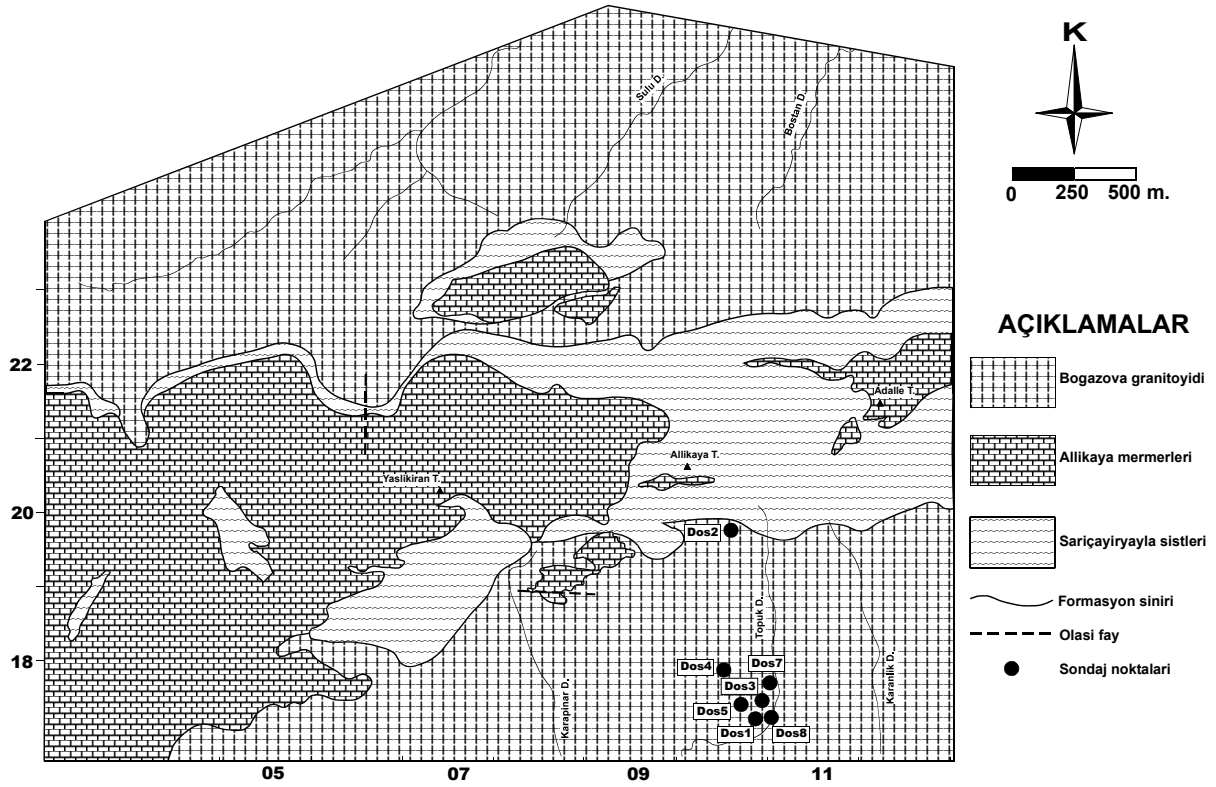 K
0 250 500 m.
AÇIKLAMALAR
Bogazova granitoyidi
Allikaya mermerleri
Sariçayiryayla sistleri
Formasyon siniri
Olasi fay
Sondaj noktalari
Sulu D.
Bostan D.
22
20
18
Adalle T.
Allikaya T.
Yaslikiran T.
Dos2
Topuk D.
Karanlik D.
Karapinar D.
Dos4
Dos7
Dos3
Dos5
Dos1
Dos8
05 07 09 11